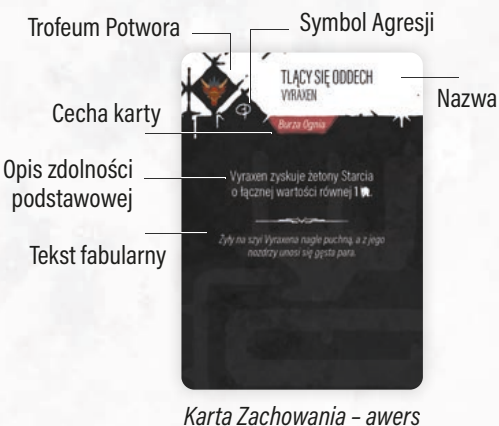 Trofeum Potwora
Symbol Agresji
TLĄCY SIĘ ODDECH
VYRAXEN
Nazwa
Cecha karty
Burza Ognia
Opis zdolności
podstawowej
Vyraxen zyskuje żetony Starcia
o łącznej wartości równej 1 .
Tekst fabularny
Żyły na szyi Vyraxena nagle puchną, a z jego
nozdrzy unosi się gęsta para.
Karta Zachowania – awers